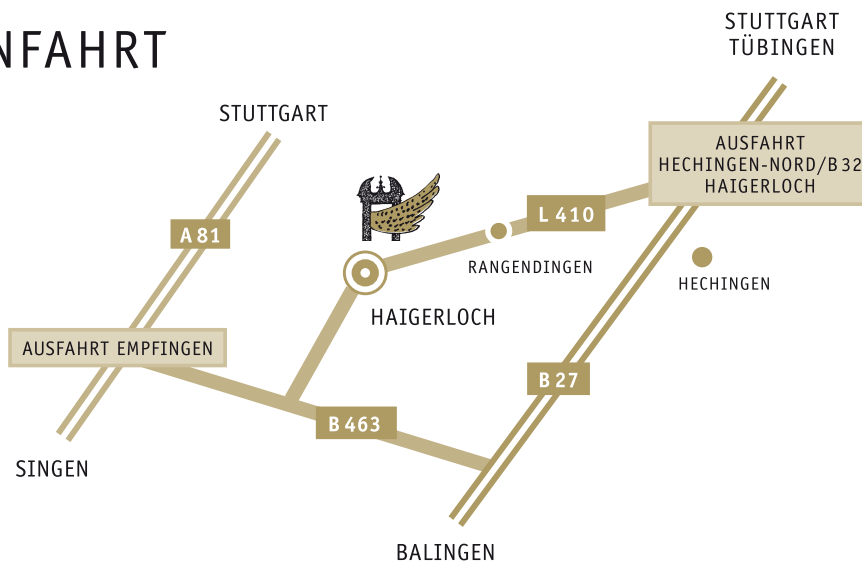 NFAHRT
STUTTGART
TÜBINGEN
STUTTGART
AUSFAHRT
HECHINGEN-NORD/B 32
HAIGERLOCH
L 410
A 81
RANGENDINGEN
HECHINGEN
HAIGERLOCH
AUSFAHRT EMPFINGEN
B 27
B 463
SINGEN
BALINGEN